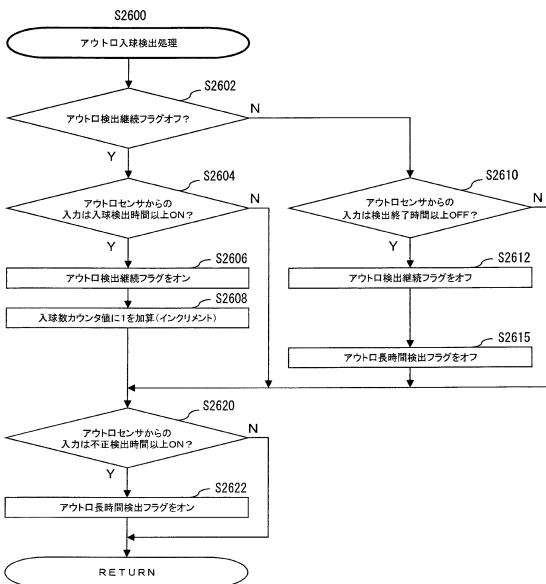 S2600
アウトロ入球検出処理
S2602
アウトロ検出継続フラグオフ?
N
Y
S2604
アウトロセンサからの
入力は入球検出時間以上ON?
N
Y
S2606
アウトロ検出継続フラグをオン
S2608
入球数カウンタ値に1を加算(インクリメント)
S2610
アウトロセンサからの
入力は検出終了時間以上OFF?
N
Y
S2612
アウトロ検出継続フラグをオフ
S2615
アウトロ長時間検出フラグをオフ
S2620
アウトロセンサからの
入力は不正検出時間以上ON?
N
Y
S2622
アウトロ長時間検出フラグをオン
RETURN